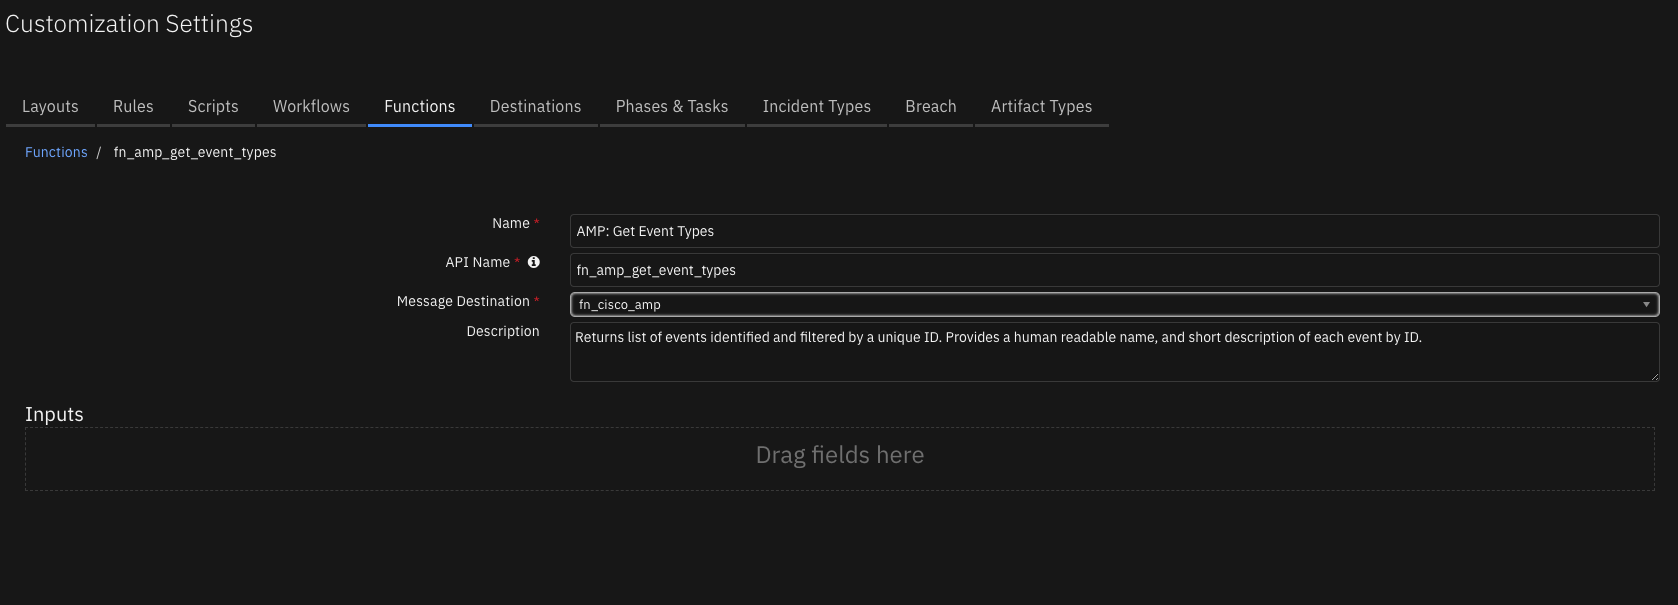 Customization Settings
Layouts Rules Scripts Workflows Functions Destinations Phases & Tasks Incident Types Breach Artifact Types
Functions / fn_amp_get_event_types
Name * AMP: Get Event Types
API Name * fn_amp_get_event_types
Message Destination * fn_cisco_amp
Description Returns list of events identified and filtered by a unique ID. Provides a human readable name, and short description of each event by ID.
Inputs
Drag fields here